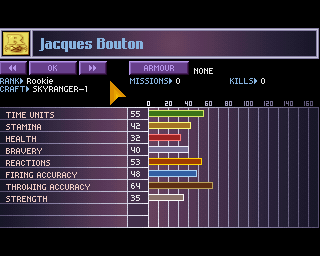 Jacques Bouton
OK ARMOUR NONE
RANK Rookie MISSIONS 0 KILLS 0
CRAFT SKYRANGER-1
0 20 40 60 80 100 120 140 160
TIME UNITS 55
STAMINA 42
HEALTH 32
BRAVERY 40
REACTIONS 53
FIRING ACCURACY 48
THROWING ACCURACY 64
STRENGTH 35